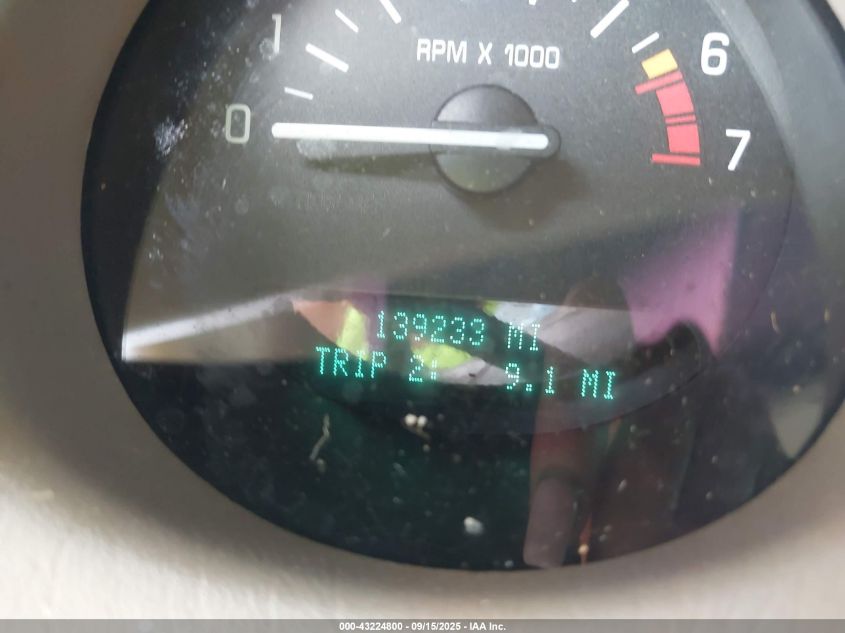 1
RPM X 1000
6
0
7
139233 MI
TRIP 2: 9.1 MI
000-43224800 - 09/15/2025 - IAA Inc.